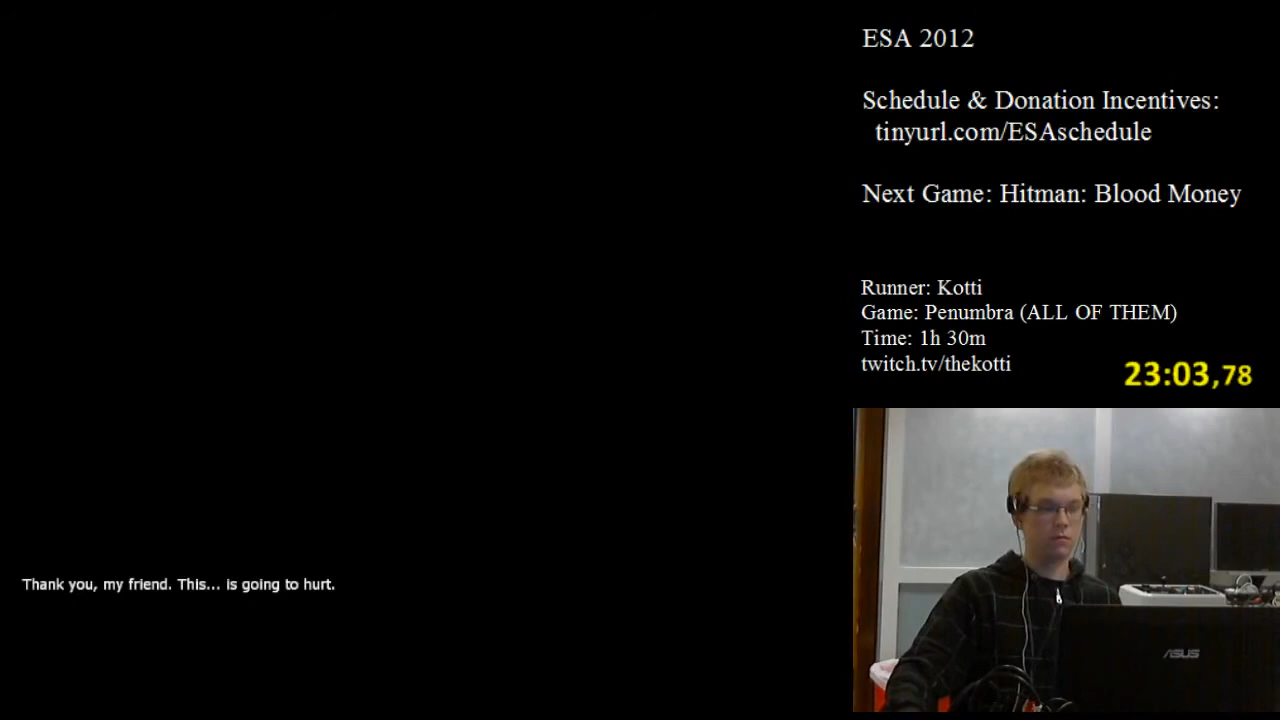 ESA 2012
Schedule & Donation Incentives:
tinyurl.com/ESAschedule
Next Game: Hitman: Blood Money
Runner: Kotti
Game: Penumbra (ALL OF THEM)
Time: 1h 30m
twitch.tv/thekotti
23:03,78
Thank you, my friend. This... is going to hurt.
ASUS